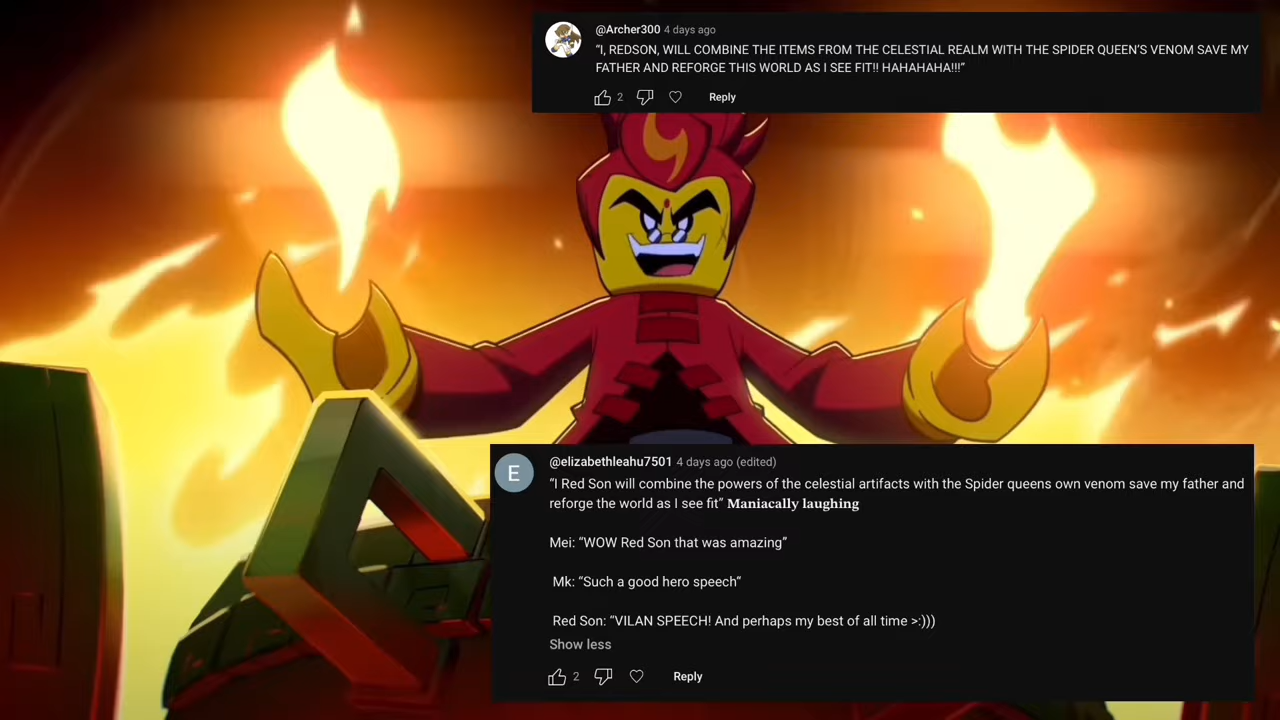 @Archer300 4 days ago
“I, REDSON, WILL COMBINE THE ITEMS FROM THE CELESTIAL REALM WITH THE SPIDER QUEEN’S VENOM SAVE MY
FATHER AND REFORGE THIS WORLD AS I SEE FIT!! HAHAHAHA!!!”
2 Reply
E
@elizabethleahu7501 4 days ago (edited)
“I Red Son will combine the powers of the celestial artifacts with the Spider queens own venom save my father and
reforge the world as I see fit” Maniacally laughing
Mei: “WOW Red Son that was amazing”
Mk: “Such a good hero speech“
Red Son: “VILAN SPEECH! And perhaps my best of all time >:)))
Show less
2 Reply